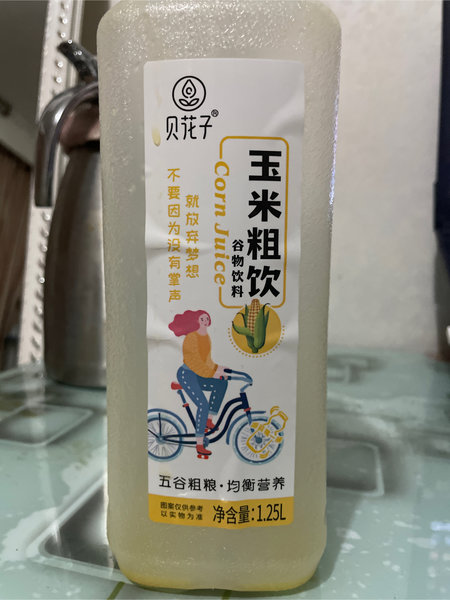 贝花子®
玉米粗饮
Corn Juice
谷物饮料
不要因为没有掌声
就放弃梦想
五谷粗粮·均衡营养
图案仅供参考
以实物为准
净含量:1.25L